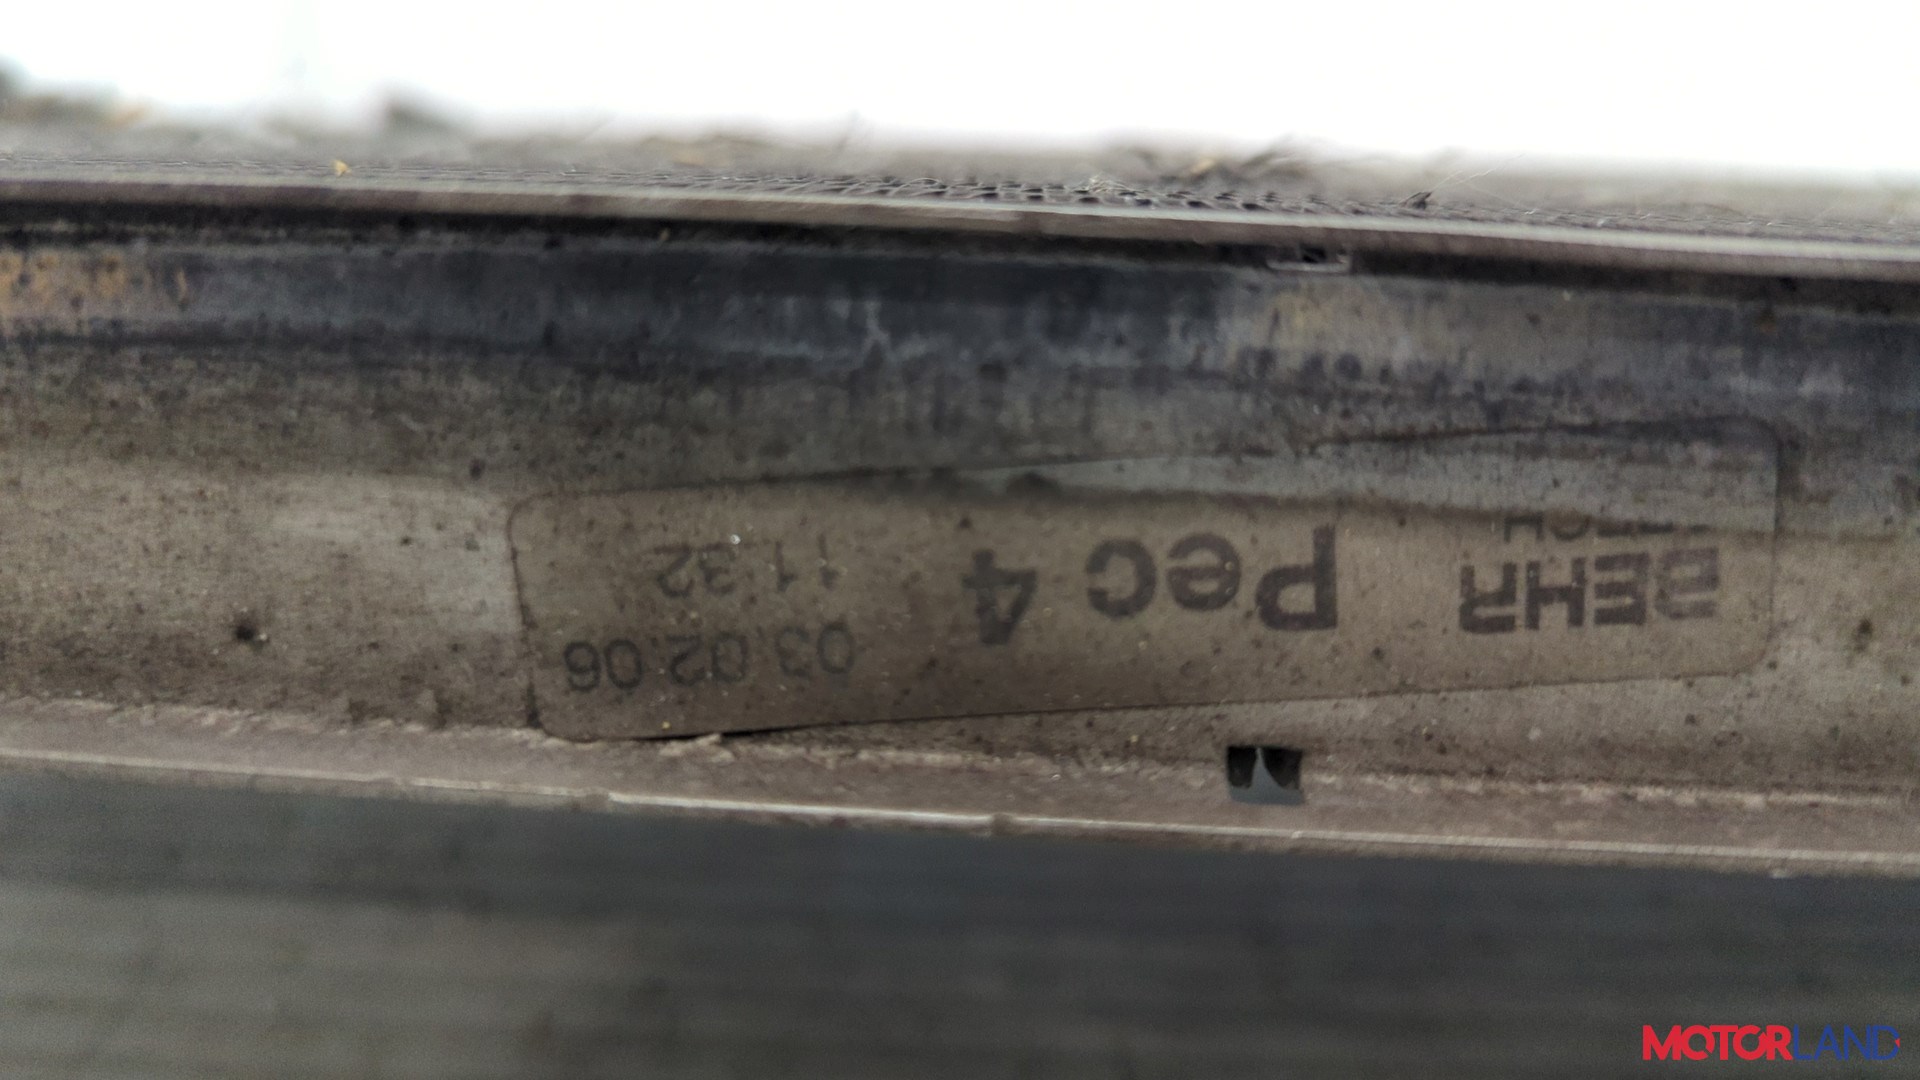 BEHR
Pec 4
03.02.06
11:32
MOTORLAND